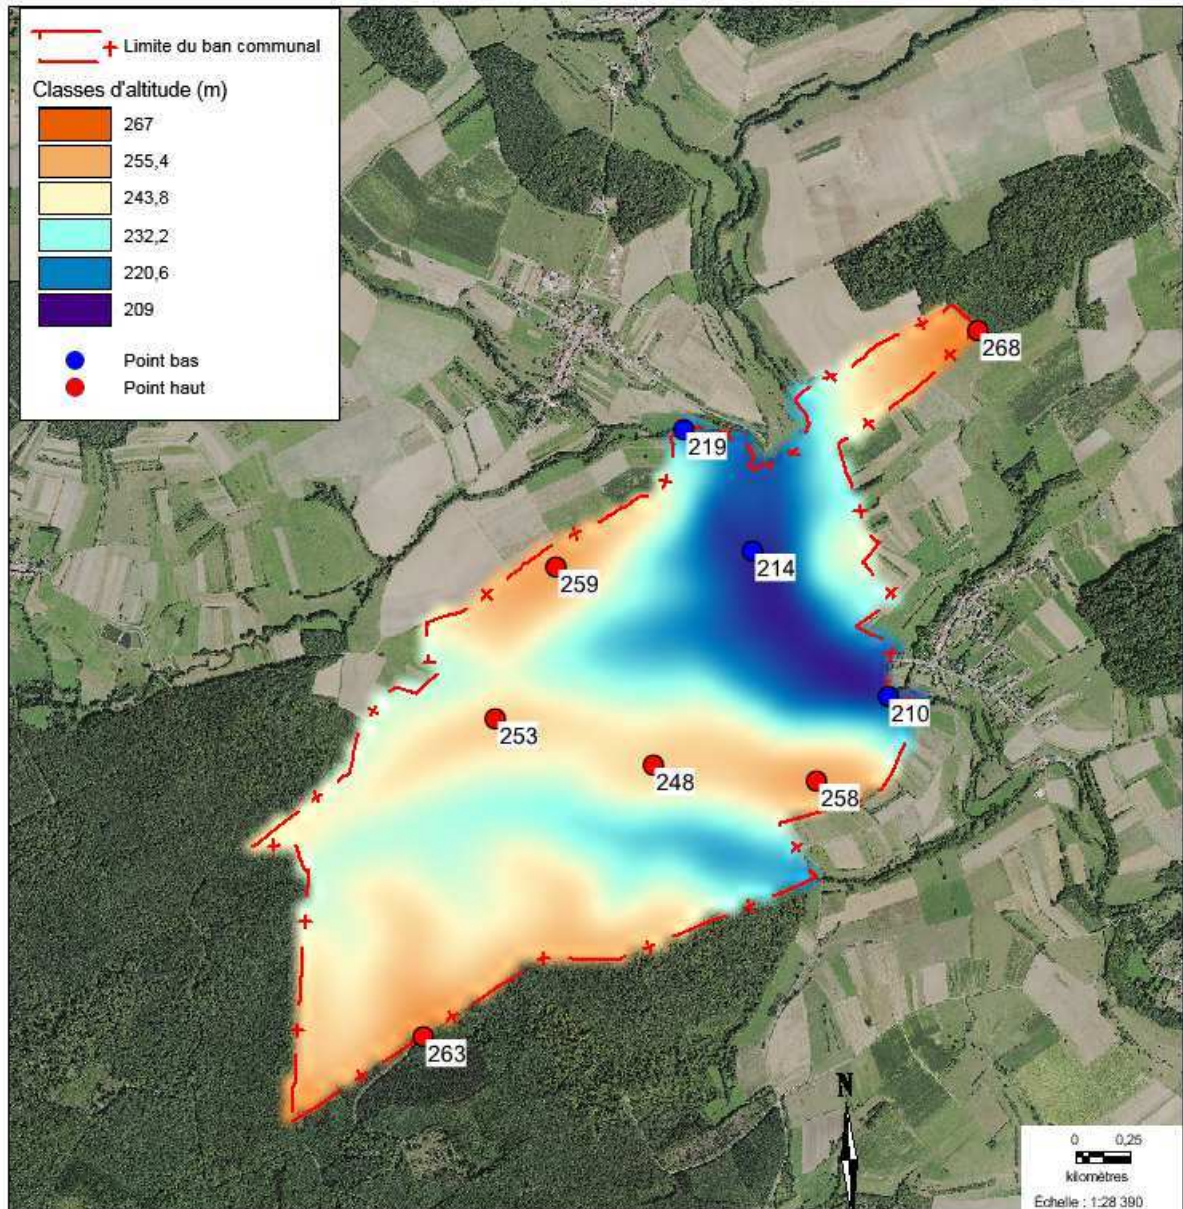 Limite du ban communal
Classes d'altitude (m)
267
255,4
243,8
232,2
220,6
209
Point bas
Point haut
268
219
259
214
210
253
248
258
263
N
0 0,25
kilomètres
Échelle : 1:28 390